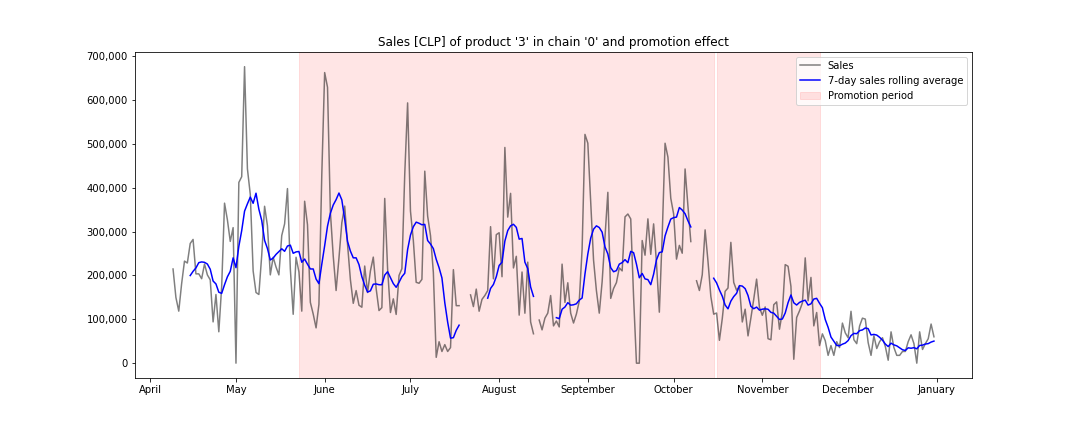 Sales [CLP] of product '3' in chain '0' and promotion effect
700,000
600,000
500,000
400,000
300,000
200,000
100,000
0
Sales
7-day sales rolling average
Promotion period
April May June July August September October November December January